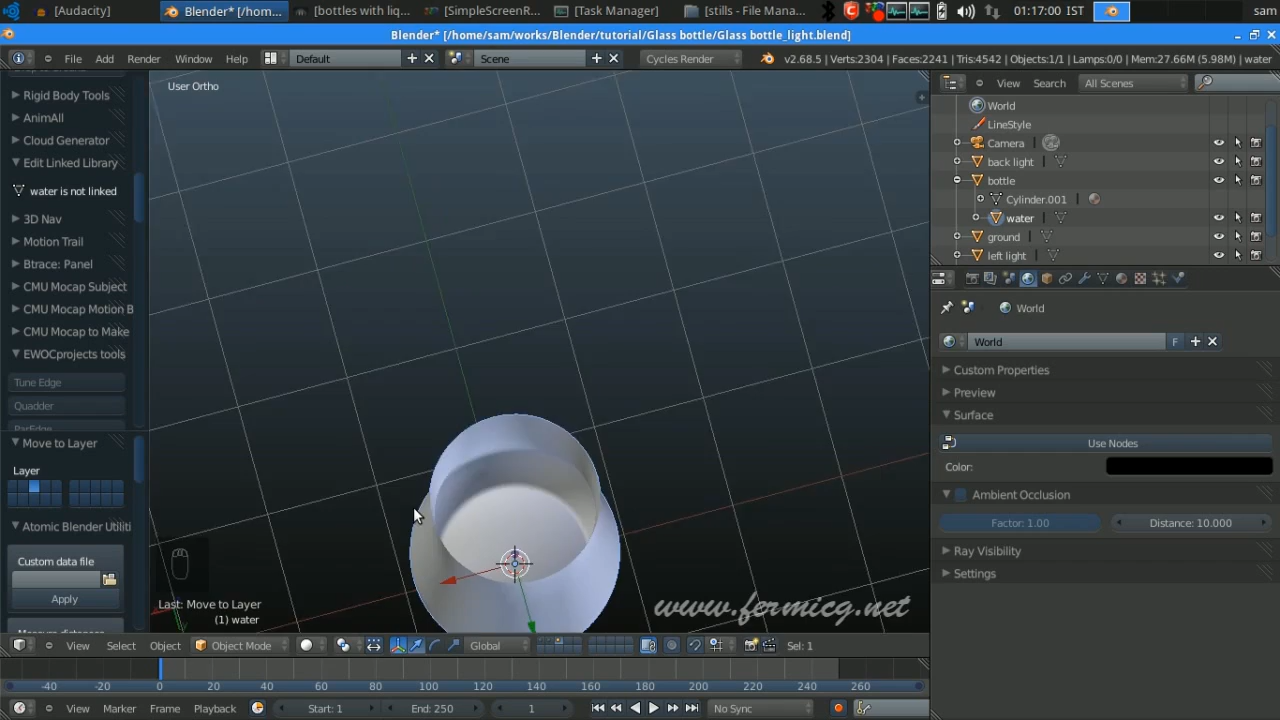 [Audacity]
Blender* [/hom...
[bottles with liq...
[SimpleScreenR...
[Task Manager]
[stills - File Mana...
01:17:00 IST
sam
Blender* [/home/sam/works/Blender/tutorial/Glass bottle/Glass bottle_light.blend]
File Add Render Window Help
Default
Scene
Cycles Render
v2.68.5 | Verts:2304 | Faces:2241 | Tris:4542 | Objects:1/1 | Lamps:0/0 | Mem:27.66M (5.98M) | water
Rigid Body Tools
AnimAll
Cloud Generator
Edit Linked Library
water is not linked
3D Nav
Motion Trail
Btrace: Panel
CMU Mocap Subject
CMU Mocap Motion B
CMU Mocap to Make
EWOCprojects tools
Tune Edge
Quadder
Move to Layer
Layer
Atomic Blender Utiliti
Custom data file
Apply
User Ortho
Last: Move to Layer
(1) water
www.fermicg.net
View Select Object
Object Mode
Global
Sel: 1
View Search
All Scenes
World
LineStyle
Camera
back light
bottle
Cylinder.001
water
ground
left light
World
World
F
Custom Properties
Preview
Surface
Use Nodes
Color:
Ambient Occlusion
Factor: 1.00
Distance: 10.000
Ray Visibility
Settings
-40 -20 0 20 40 60 80 100 120 140 160 180 200 220 240 260
View Marker Frame Playback
Start: 1
End: 250
1
No Sync